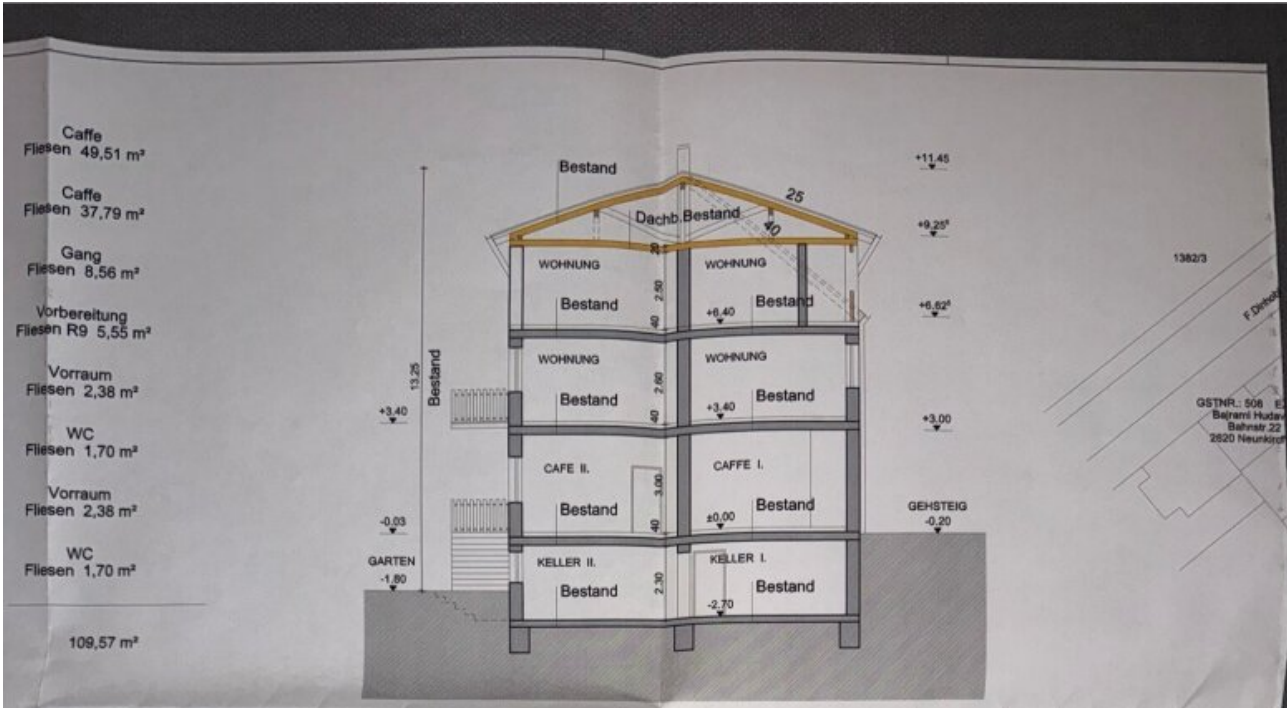 Caffe
Fliesen 49,51 m²
Caffe
Fliesen 37,79 m²
Gang
Fliesen 8,56 m²
Vorbereitung
Fliesen R9 5,55 m²
Vorraum
Fliesen 2,38 m²
WC
Fliesen 1,70 m²
Vorraum
Fliesen 2,38 m²
WC
Fliesen 1,70 m²
109,57 m²
13.25
Bestand
+3,40
-0.03
GARTEN
-1.80
Bestand
25
Dachb.Bestand
40
20
WOHNUNG
WOHNUNG
2.50
Bestand
Bestand
+6.40
40
WOHNUNG
WOHNUNG
2.60
Bestand
Bestand
+3.40
40
CAFE II.
CAFFE I.
3.00
Bestand
Bestand
±0,00
40
KELLER II.
KELLER I.
2.30
Bestand
Bestand
-2.70
+11.45
+9,25⁵
+6,62⁵
+3.00
GEHSTEIG
-0.20
1382/3
GSTNR.: 506
Bajrami
Bahnstr.22
2620